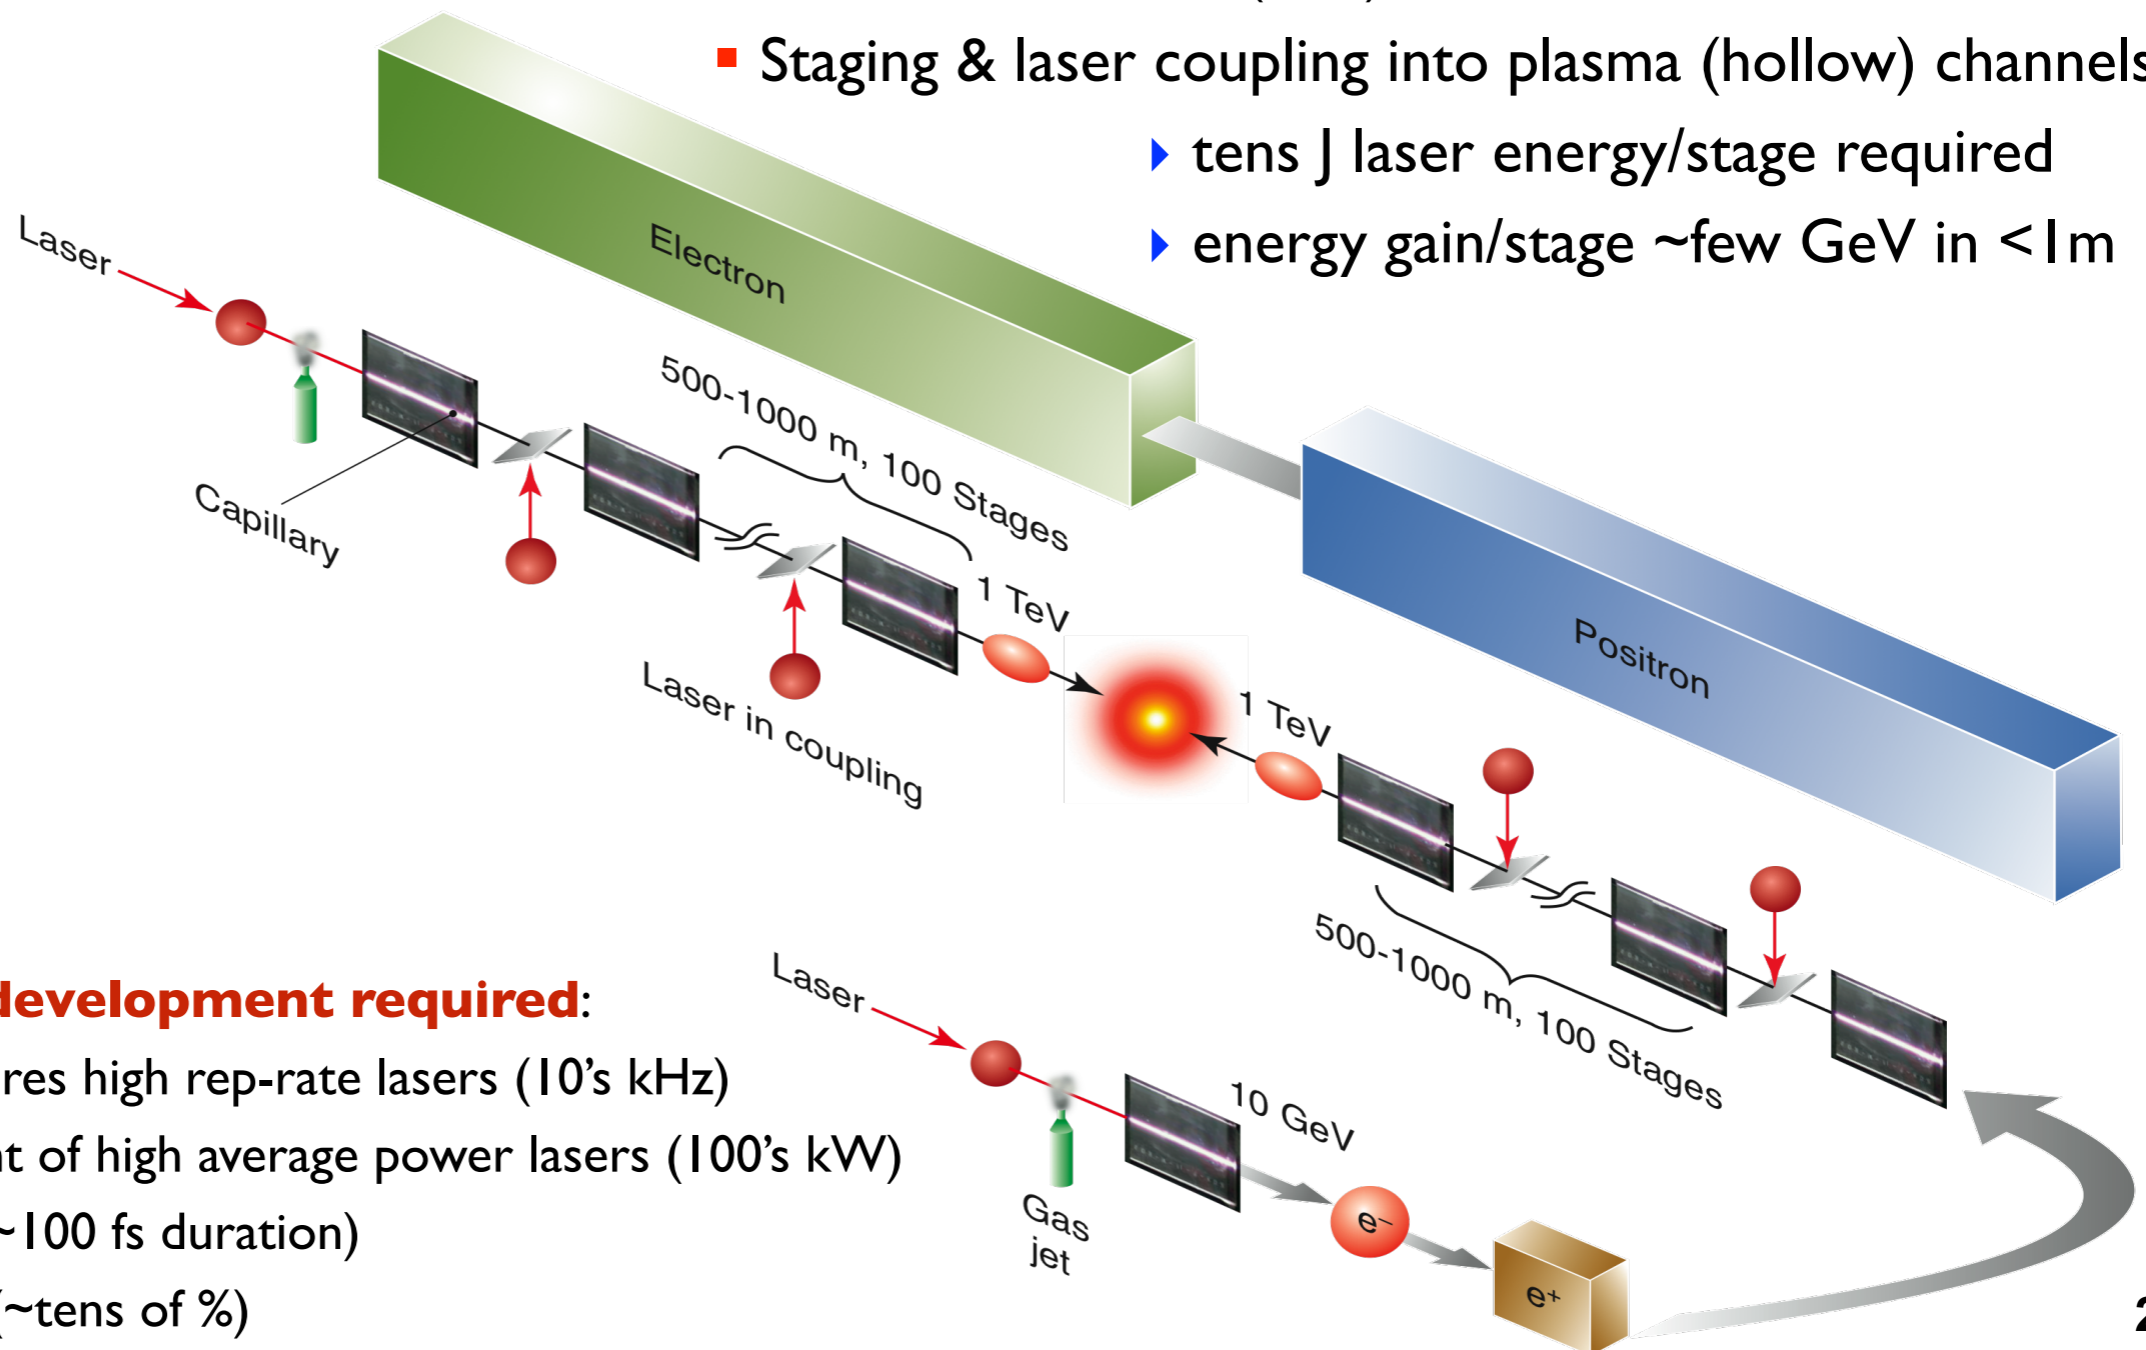 ▪ Staging & laser coupling into plasma (hollow) channels
▸ tens J laser energy/stage required
▸ energy gain/stage ~few GeV in <1m
Electron
Laser
500-1000 m, 100 Stages
Capillary
1 TeV
Laser in coupling
Positron
1 TeV
500-1000 m, 100 Stages
development required:
res high rep-rate lasers (10's kHz)
Laser
10 GeV
nt of high average power lasers (100's kW)
Gas
jet
e−
~100 fs duration)
e+
(~tens of %)
2